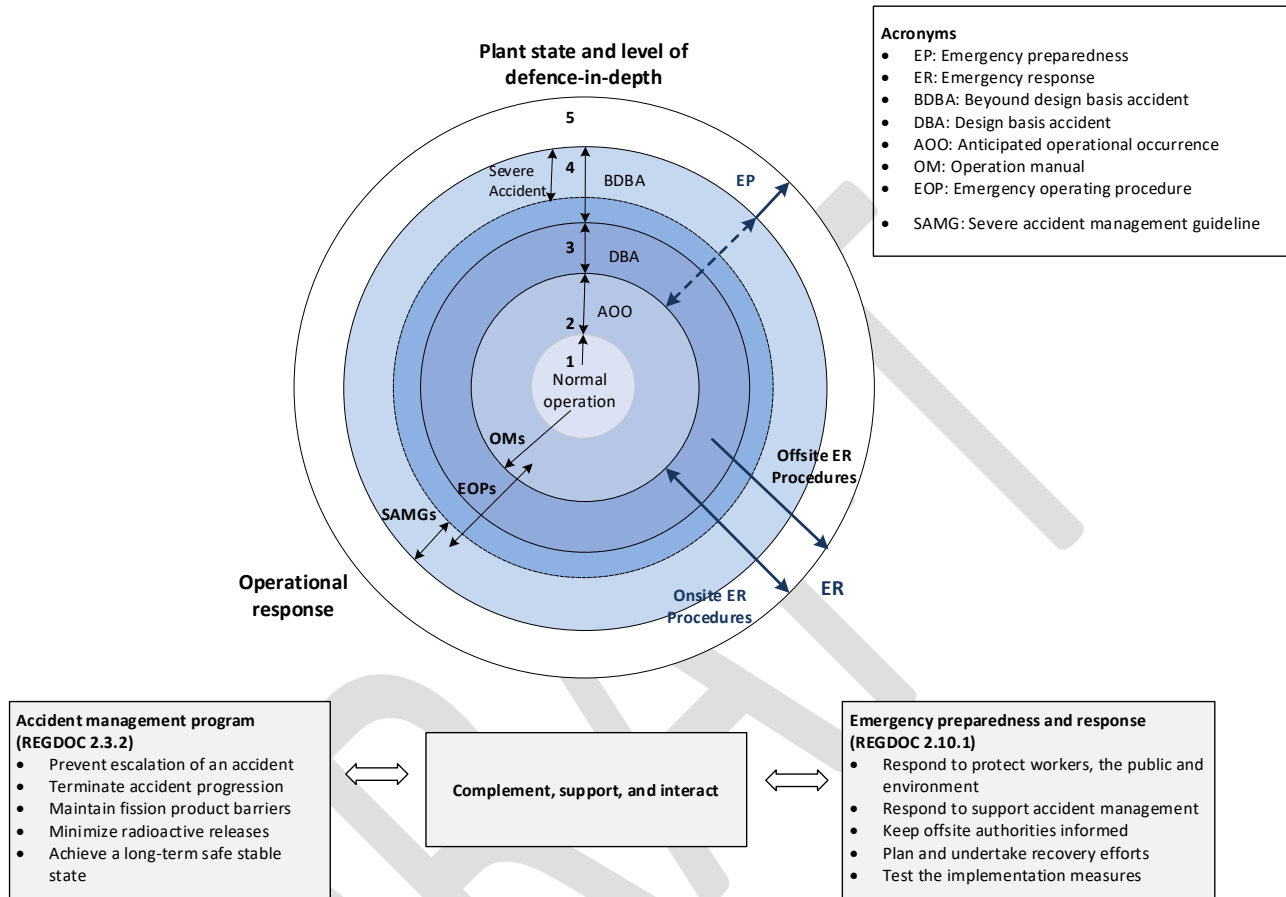 Plant state and level of
defence-in-depth
Acronyms
• EP: Emergency preparedness
• ER: Emergency response
• BDBA: Beyound design basis accident
• DBA: Design basis accident
• AOO: Anticipated operational occurrence
• OM: Operation manual
• EOP: Emergency operating procedure
• SAMG: Severe accident management guideline
5
Severe
Accident
4
BDBA
EP
3
DBA
2
AOO
1
Normal
operation
OMs
EOPs
SAMGs
Offsite ER
Procedures
Onsite ER
Procedures
ER
Operational
response
Accident management program
(REGDOC 2.3.2)
• Prevent escalation of an accident
• Terminate accident progression
• Maintain fission product barriers
• Minimize radioactive releases
• Achieve a long-term safe stable
state
Complement, support, and interact
Emergency preparedness and response
(REGDOC 2.10.1)
• Respond to protect workers, the public and
environment
• Respond to support accident management
• Keep offsite authorities informed
• Plan and undertake recovery efforts
• Test the implementation measures
DRAFT